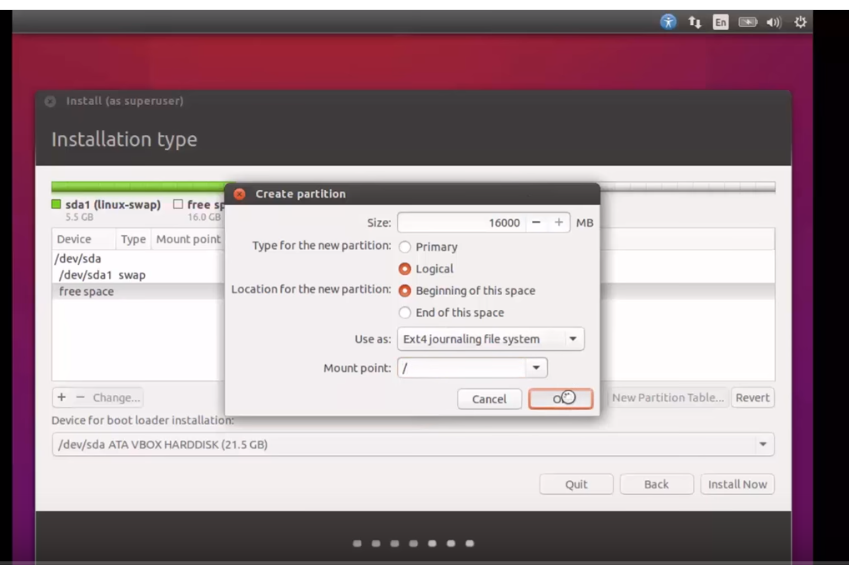 En
Install (as superuser)
Installation type
Create partition
sda1 (linux-swap) free sp
5.5 GB 16.0 GB
Size: 16000 − + MB
Device Type Mount point
Type for the new partition: Primary
/dev/sda
Logical
/dev/sda1 swap
free space
Location for the new partition: Beginning of this space
End of this space
Use as: Ext4 journaling file system
Mount point: /
Cancel
+ − Change...
New Partition Table... Revert
Device for boot loader installation:
/dev/sda ATA VBOX HARDDISK (21.5 GB)
Quit Back Install Now